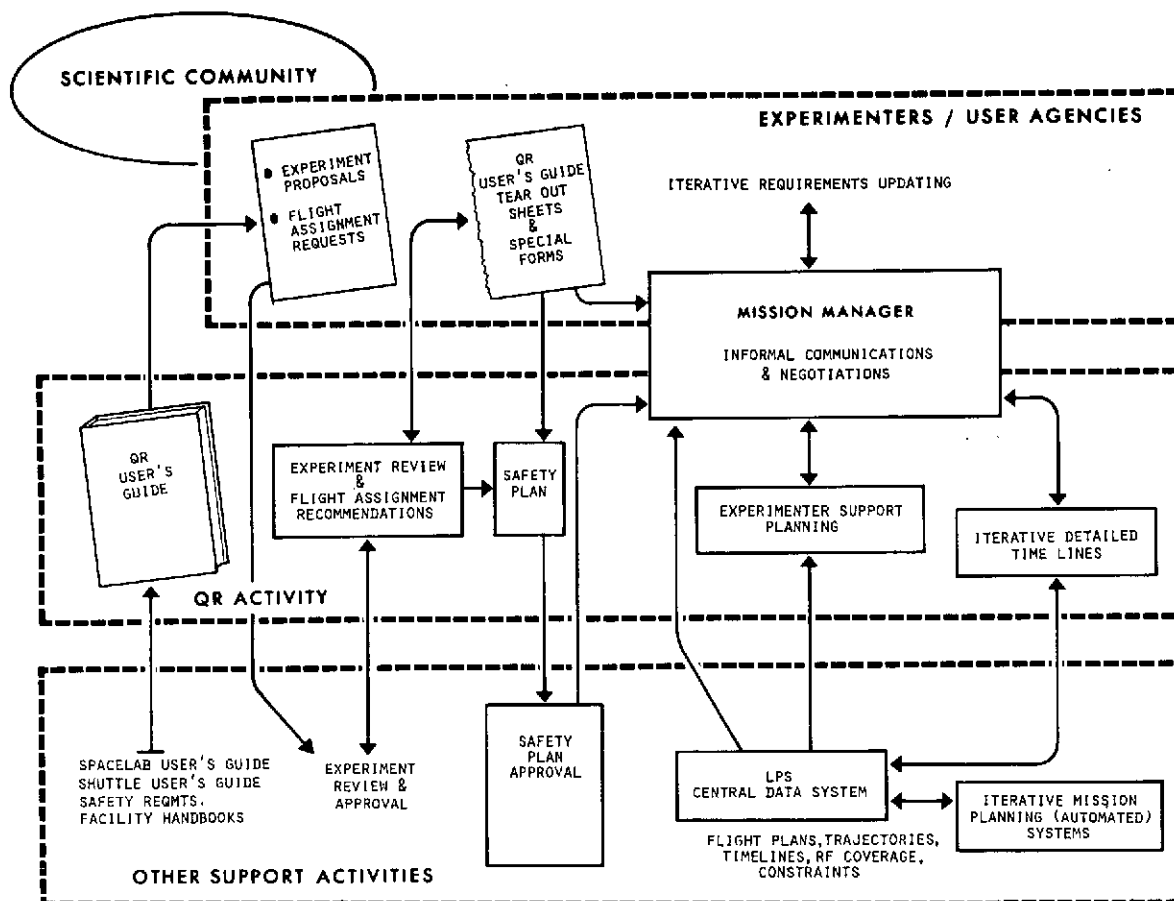 SCIENTIFIC COMMUNITY
EXPERIMENTERS / USER AGENCIES
• EXPERIMENT
PROPOSALS
• FLIGHT
ASSIGNMENT
REQUESTS
QR
USER'S GUIDE
TEAR OUT
SHEETS
&
SPECIAL
FORMS
ITERATIVE REQUIREMENTS UPDATING
MISSION MANAGER
INFORMAL COMMUNICATIONS
& NEGOTIATIONS
QR
USER'S
GUIDE
EXPERIMENT REVIEW
&
FLIGHT ASSIGNMENT
RECOMMENDATIONS
SAFETY
PLAN
EXPERIMENTER SUPPORT
PLANNING
ITERATIVE DETAILED
TIME LINES
QR ACTIVITY
SPACELAB USER'S GUIDE
SHUTTLE USER'S GUIDE
SAFETY REQMTS.
FACILITY HANDBOOKS
EXPERIMENT
REVIEW &
APPROVAL
SAFETY
PLAN
APPROVAL
LPS
CENTRAL DATA SYSTEM
ITERATIVE MISSION
PLANNING (AUTOMATED)
SYSTEMS
FLIGHT PLANS, TRAJECTORIES,
TIMELINES, RF COVERAGE,
CONSTRAINTS
OTHER SUPPORT ACTIVITIES